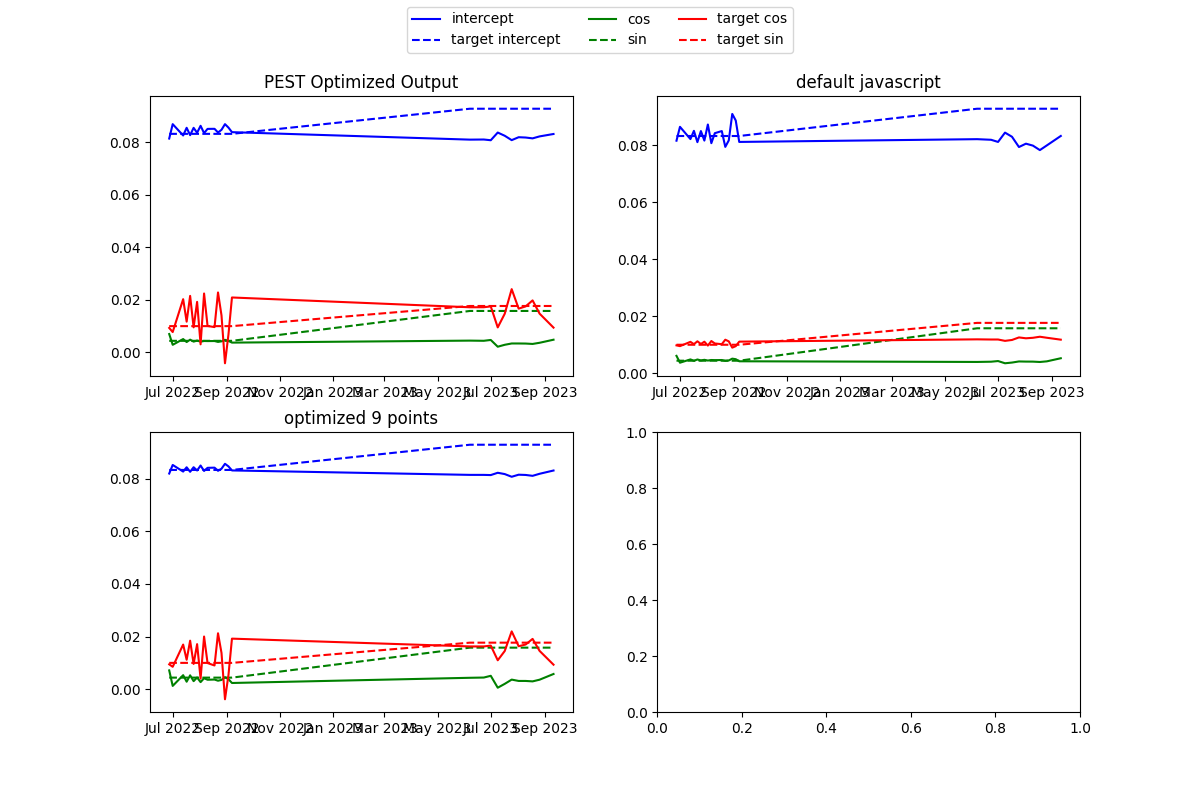 intercept cos target cos
target intercept sin target sin
PEST Optimized Output
0.08
0.06
0.04
0.02
0.00
Jul 2022 Sep 2022 Nov 2022 Jan 2023 Mar 2023 May 2023 Jul 2023 Sep 2023
default javascript
0.08
0.06
0.04
0.02
0.00
Jul 2022 Sep 2022 Nov 2022 Jan 2023 Mar 2023 May 2023 Jul 2023 Sep 2023
optimized 9 points
0.08
0.06
0.04
0.02
0.00
Jul 2022 Sep 2022 Nov 2022 Jan 2023 Mar 2023 May 2023 Jul 2023 Sep 2023
1.0
0.8
0.6
0.4
0.2
0.0
0.0 0.2 0.4 0.6 0.8 1.0